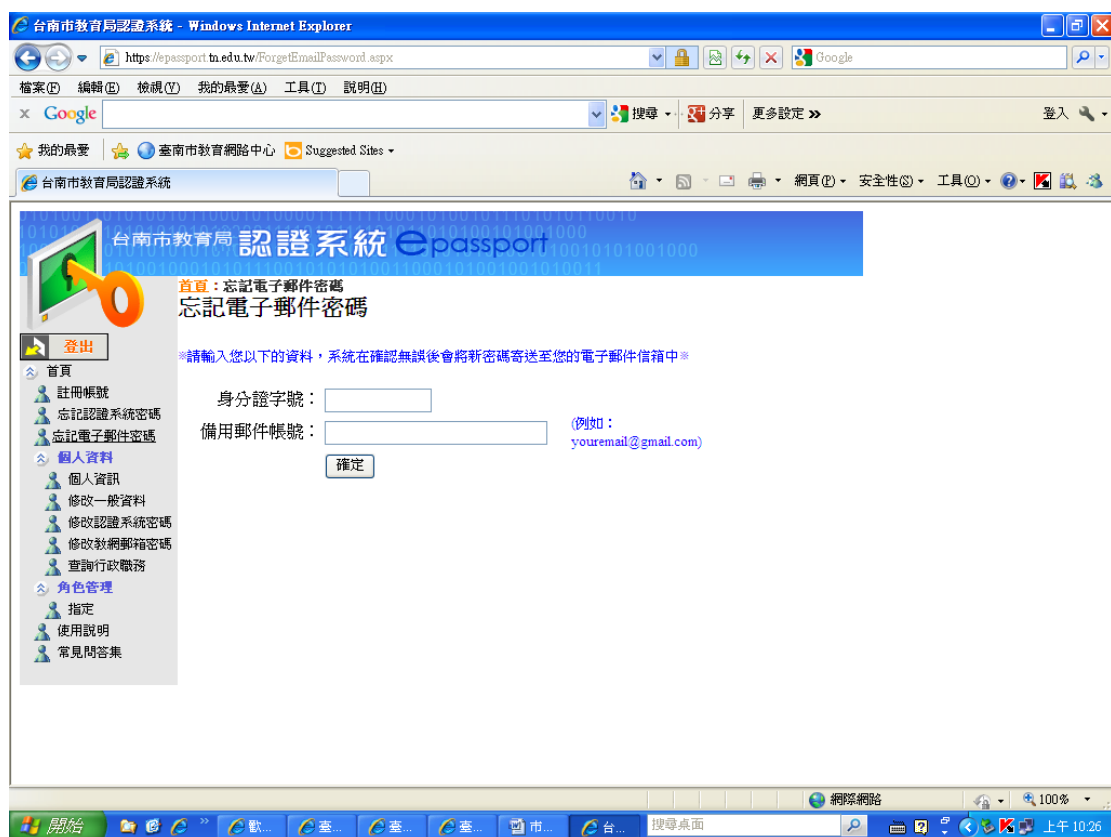 台南市教育局認證系統 - Windows Internet Explorer
https://epassport.tn.edu.tw/ForgetEmailPassword.aspx
Google
檔案(F) 編輯(E) 檢視(V) 我的最愛(A) 工具(T) 說明(H)
x Google 搜尋 分享 更多設定 » 登入
我的最愛 臺南市教育網路中心 Suggested Sites
台南市教育局認證系統 網頁(P) 安全性(S) 工具(O)
台南市教育局 認證系統 epassport
首頁：忘記電子郵件密碼
忘記電子郵件密碼
登出
※請輸入您以下的資料，系統在確認無誤後會將新密碼寄送至您的電子郵件信箱中※
首頁
註冊帳號
忘記認證系統密碼
忘記電子郵件密碼
個人資料
個人資訊
修改一般資料
修改認證系統密碼
修改教網郵箱密碼
查詢行政職務
角色管理
指定
使用說明
常見問答集
身分證字號：
備用郵件帳號：
(例如：
youremail@gmail.com)
確定
網際網路 100%
開始 歡... 臺... 臺... 臺... 市... 台... 搜尋桌面 上午 10:26